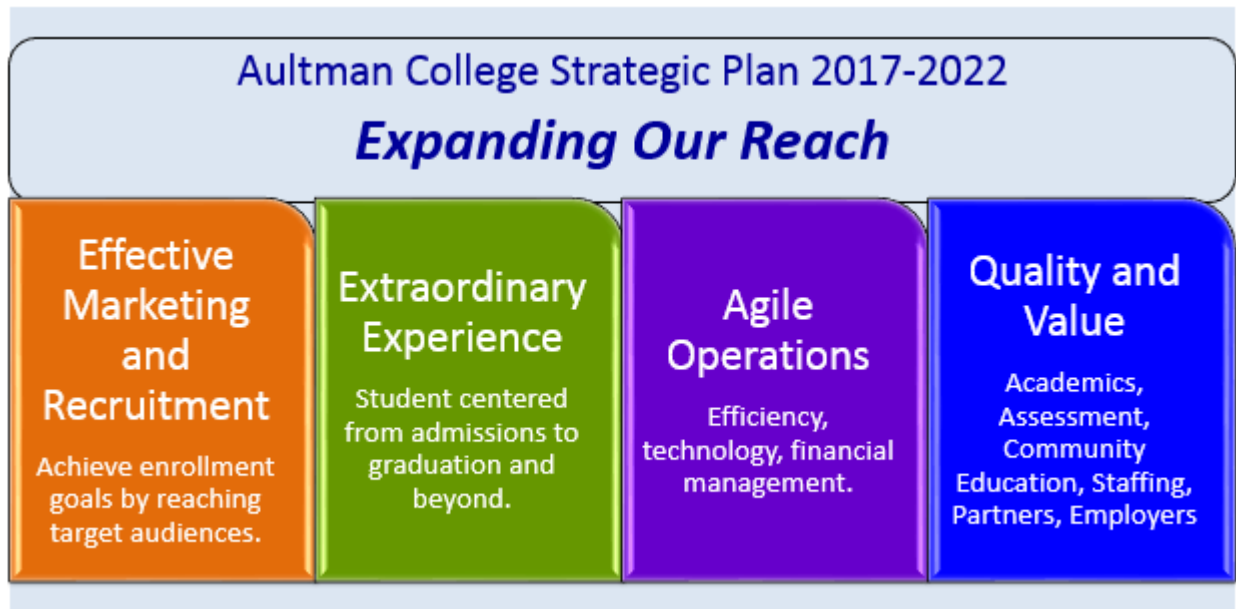 Aultman College Strategic Plan 2017-2022
Expanding Our Reach
Effective
Marketing
and
Recruitment
Achieve enrollment
goals by reaching
target audiences.
Extraordinary
Experience
Student centered
from admissions to
graduation and
beyond.
Agile
Operations
Efficiency,
technology, financial
management.
Quality and
Value
Academics,
Assessment,
Community
Education, Staffing,
Partners, Employers